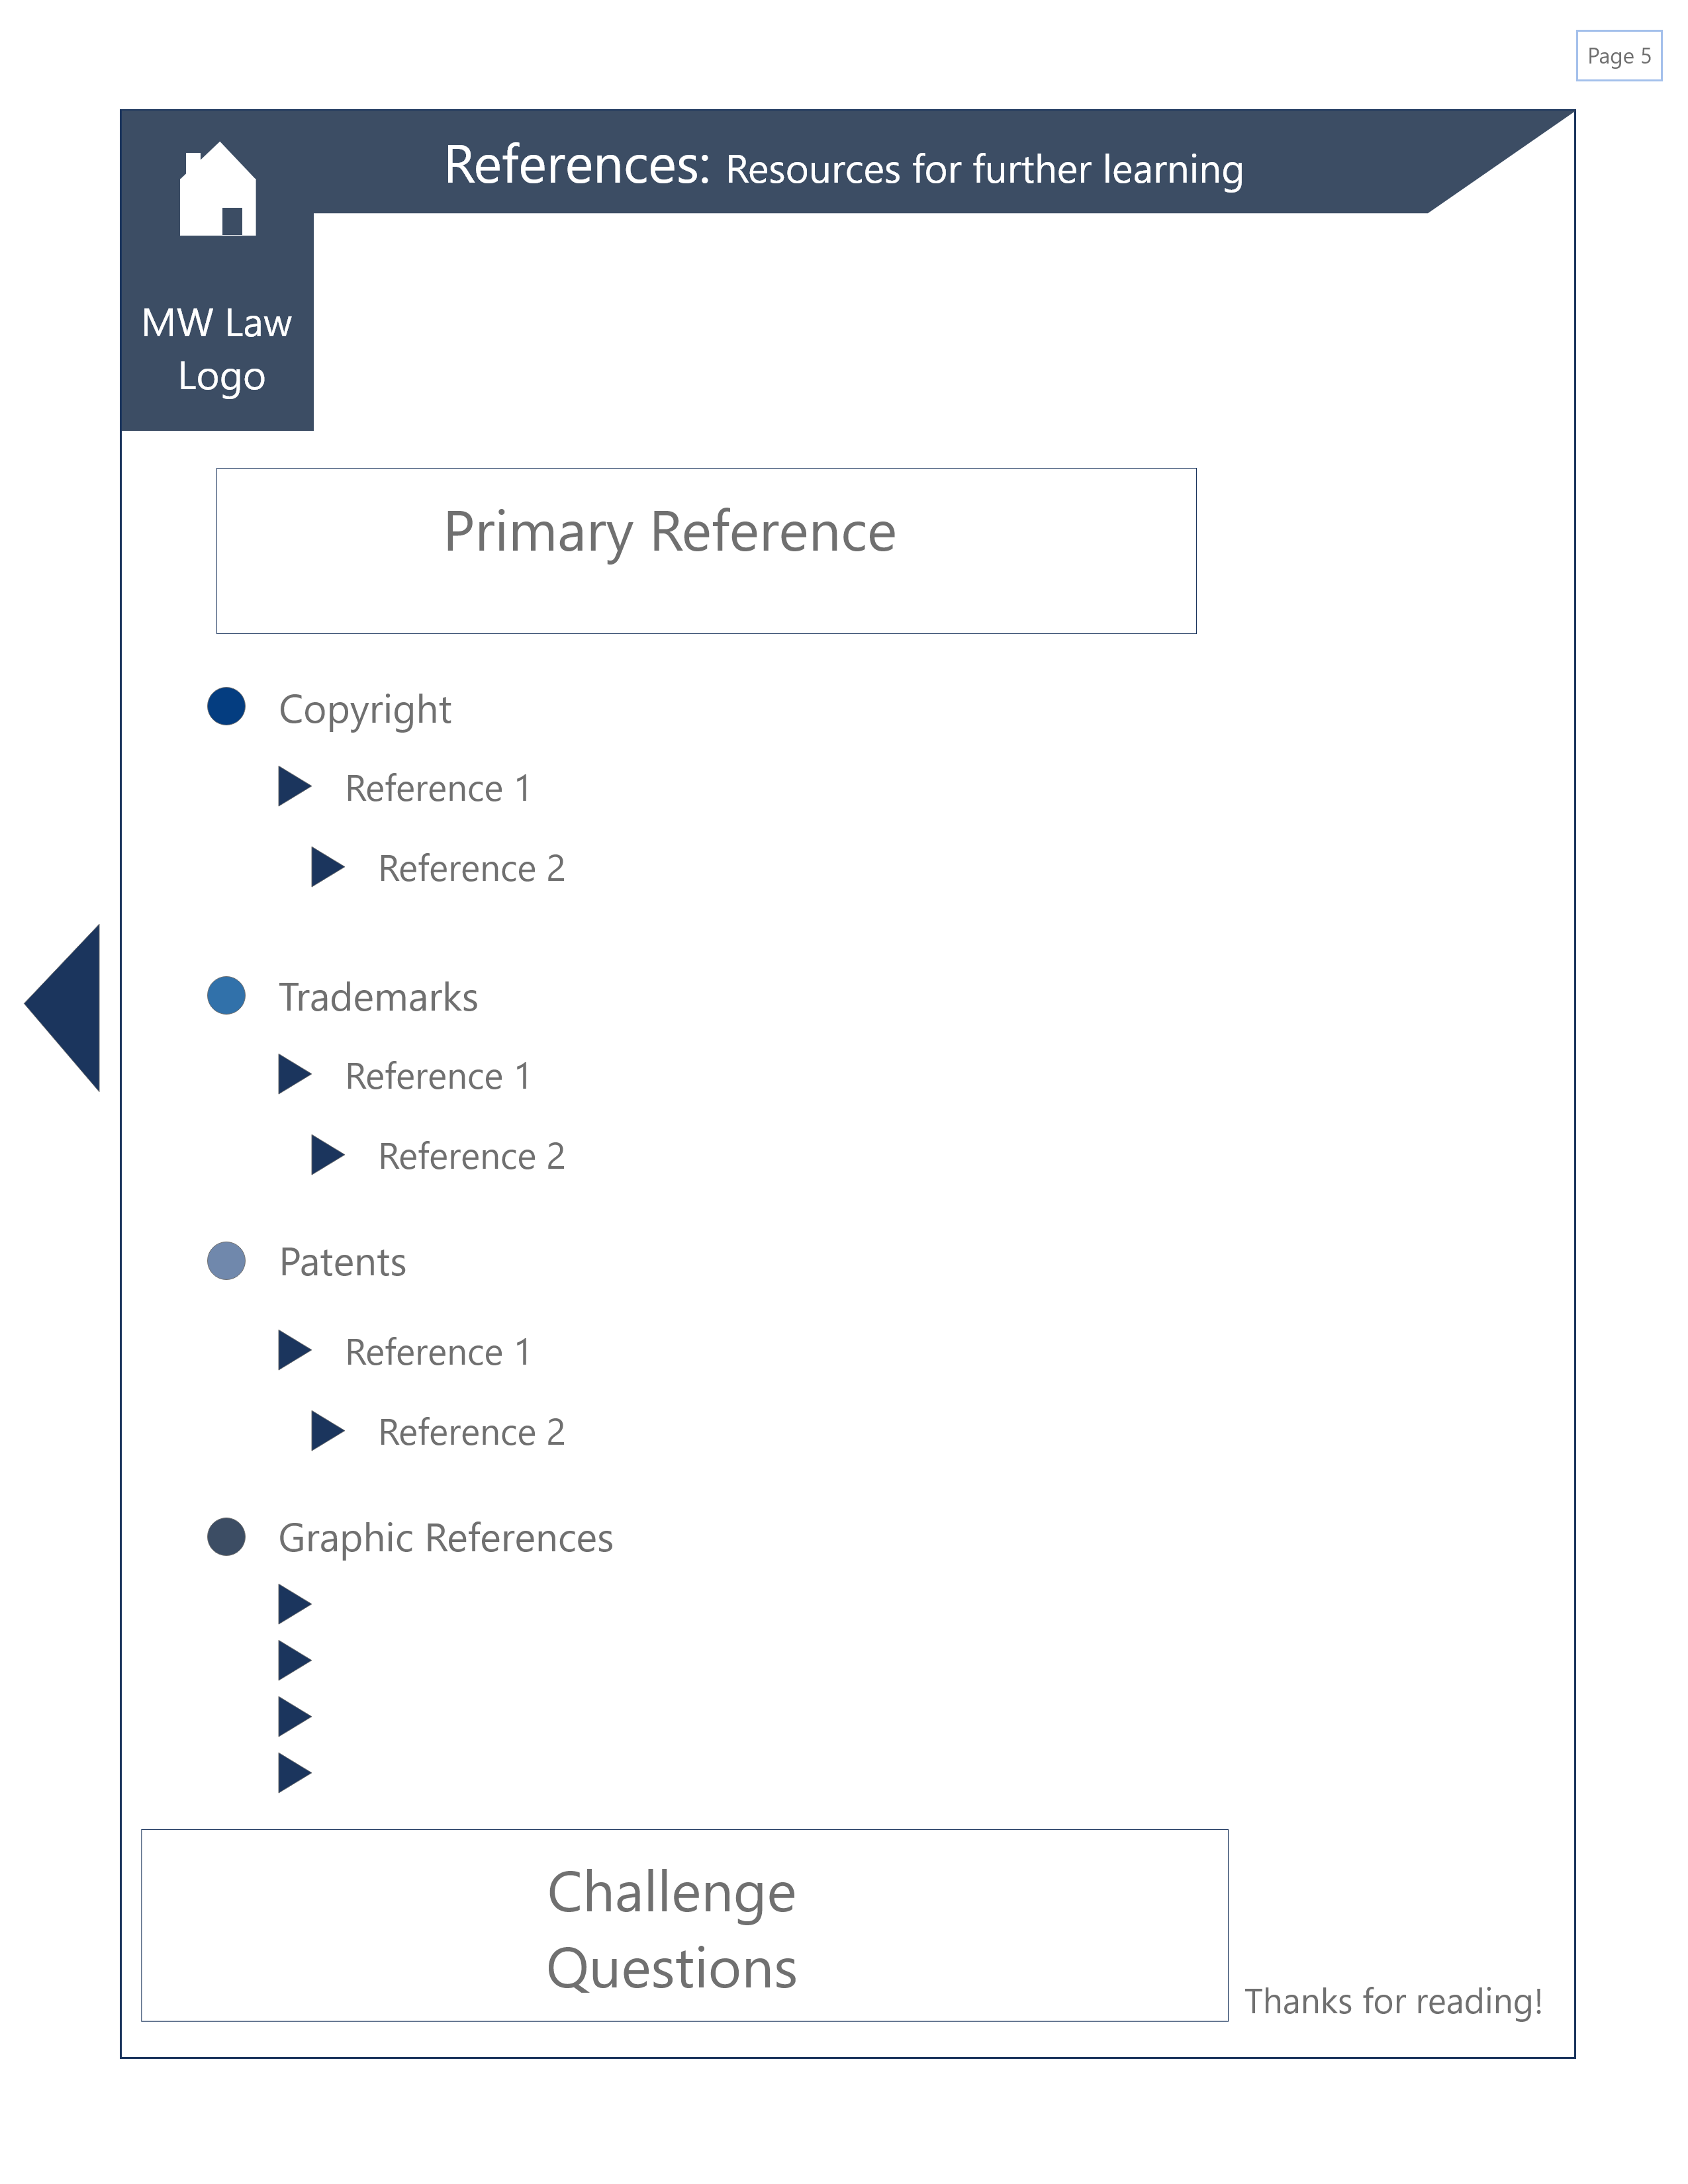 Page 5
References: Resources for further learning
MW Law
Logo
Primary Reference
Copyright
Reference 1
Reference 2
Trademarks
Reference 1
Reference 2
Patents
Reference 1
Reference 2
Graphic References
Challenge
Questions
Thanks for reading!